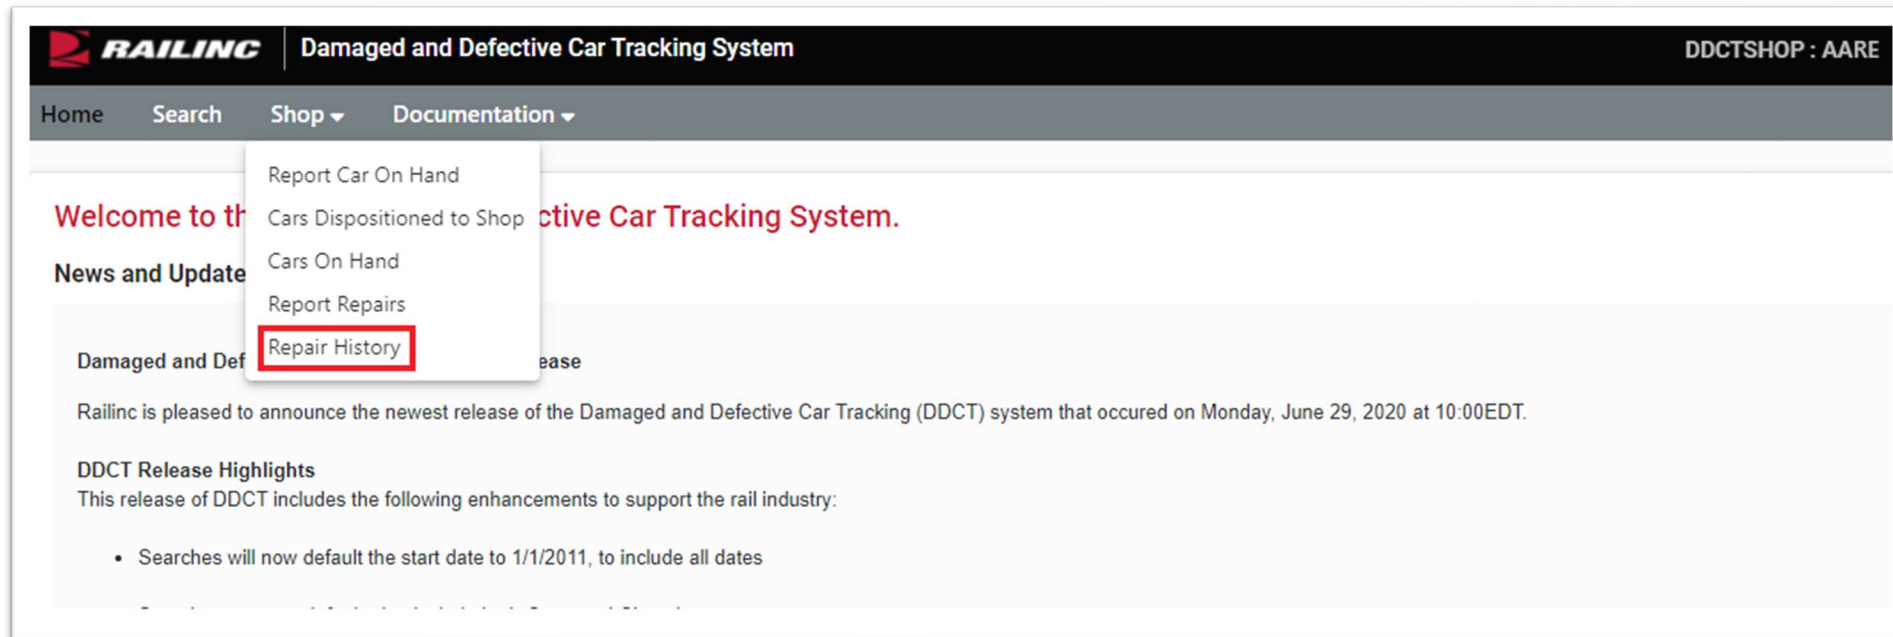 RAILINC Damaged and Defective Car Tracking System DDCTSHOP : AARE
Home Search Shop Documentation
Report Car On Hand
Cars Dispositioned to Shop
Cars On Hand
Report Repairs
Repair History
Welcome to th ctive Car Tracking System.
News and Update
Damaged and Def ease
Railinc is pleased to announce the newest release of the Damaged and Defective Car Tracking (DDCT) system that occured on Monday, June 29, 2020 at 10:00EDT.
DDCT Release Highlights
This release of DDCT includes the following enhancements to support the rail industry:
• Searches will now default the start date to 1/1/2011, to include all dates